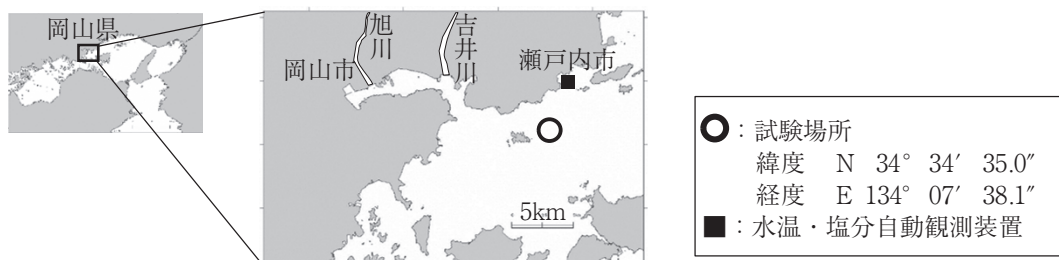 岡山県
旭川
吉井川
岡山市
瀬戸内市
5km
：試験場所
緯度 N 34° 34′ 35.0″
経度 E 134° 07′ 38.1″
：水温・塩分自動観測装置